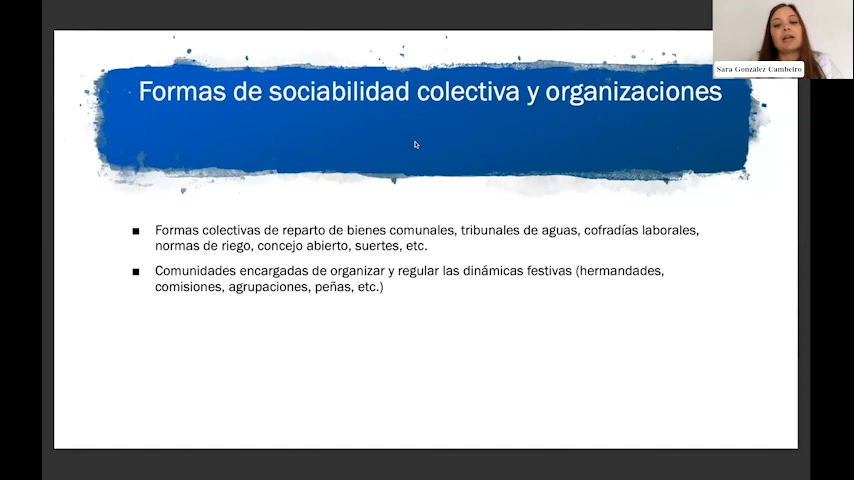 Sara González Cambeiro
Formas de sociabilidad colectiva y organizaciones
▪ Formas colectivas de reparto de bienes comunales, tribunales de aguas, cofradías laborales,
normas de riego, concejo abierto, suertes, etc.
▪ Comunidades encargadas de organizar y regular las dinámicas festivas (hermandades,
comisiones, agrupaciones, peñas, etc.)